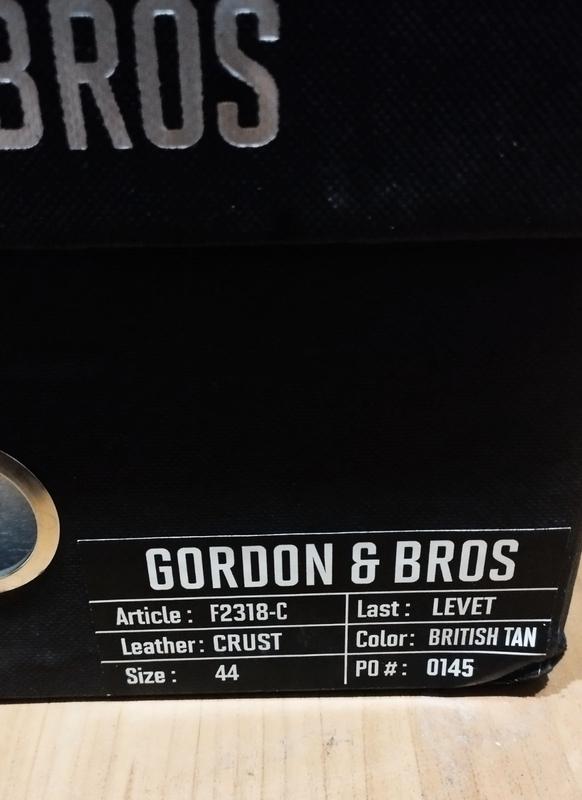 BROS
GORDON & BROS
Article : F2318-C Last : LEVET
Leather: CRUST Color: BRITISH TAN
Size : 44 PO # : 0145